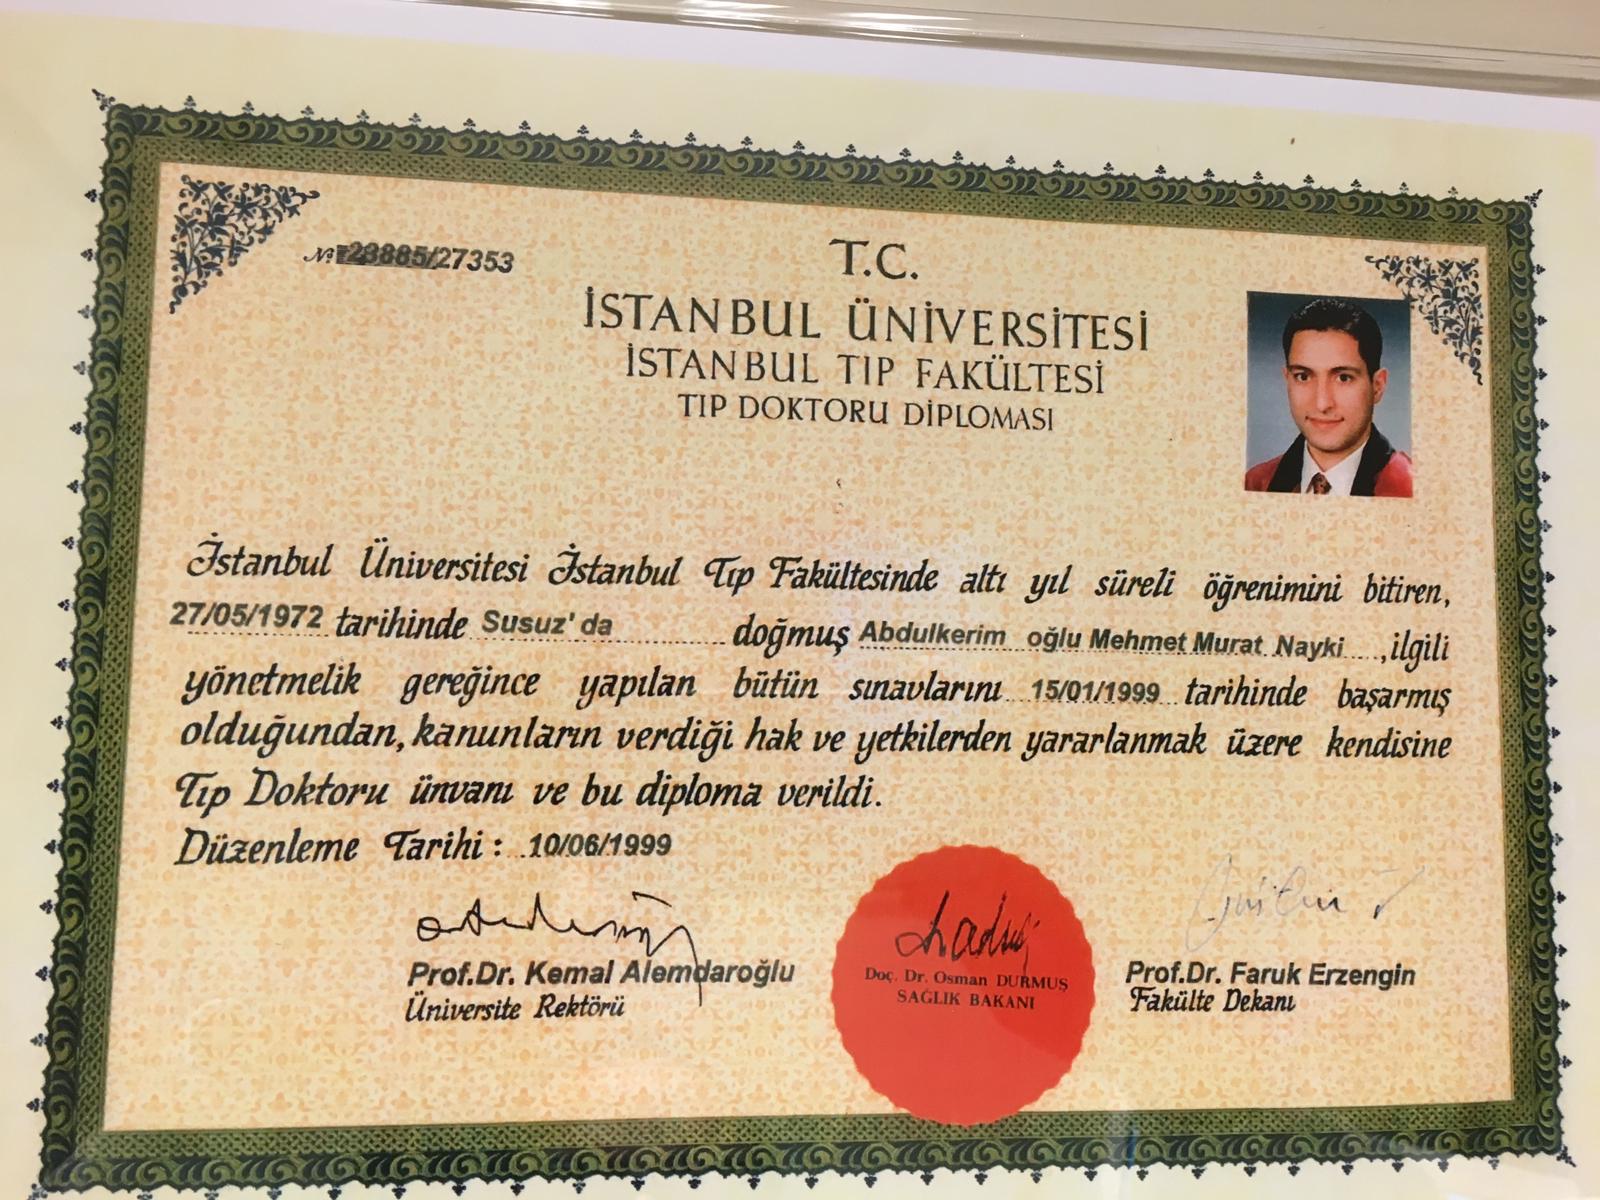 № 23885/27353
T.C.
İSTANBUL ÜNİVERSİTESİ
İSTANBUL TIP FAKÜLTESİ
TIP DOKTORU DİPLOMASI
İstanbul Üniversitesi İstanbul Tıp Fakültesinde altı yıl süreli öğrenimini bitiren,
27/05/1972 tarihinde Susuz'da doğmuş Abdulkerim oğlu Mehmet Murat Nayki , ilgili
yönetmelik gereğince yapılan bütün sınavlarını 15/01/1999 tarihinde başarmış
olduğundan, kanunların verdiği hak ve yetkilerden yararlanmak üzere kendisine
Tıp Doktoru ünvanı ve bu diploma verildi.
Düzenleme Tarihi : 10/06/1999
Prof.Dr. Kemal Alemdaroğlu
Üniversite Rektörü
Doç. Dr. Osman DURMUŞ
SAĞLIK BAKANI
Prof.Dr. Faruk Erzengin
Fakülte Dekanı